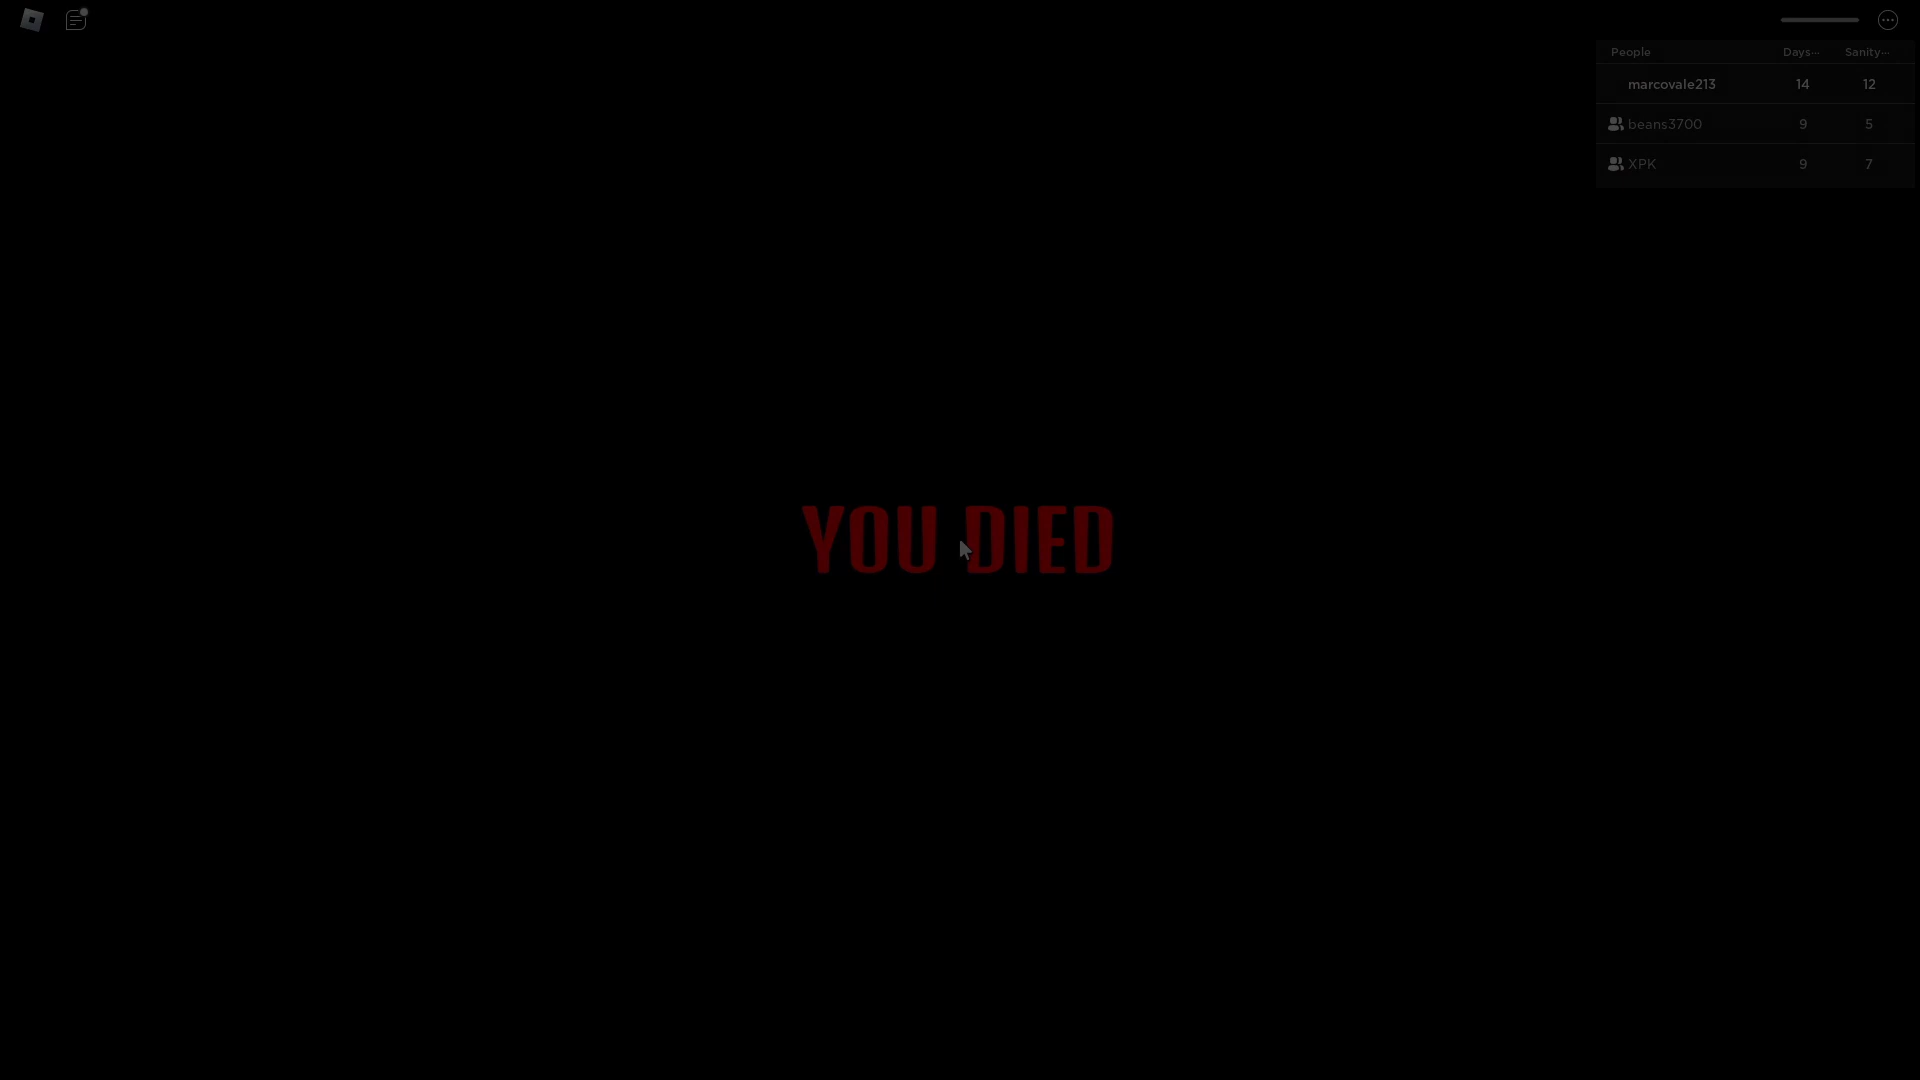 People Days... Sanity...
marcovale213 14 12
beans3700 9 5
XPK 9 7
YOU DIED